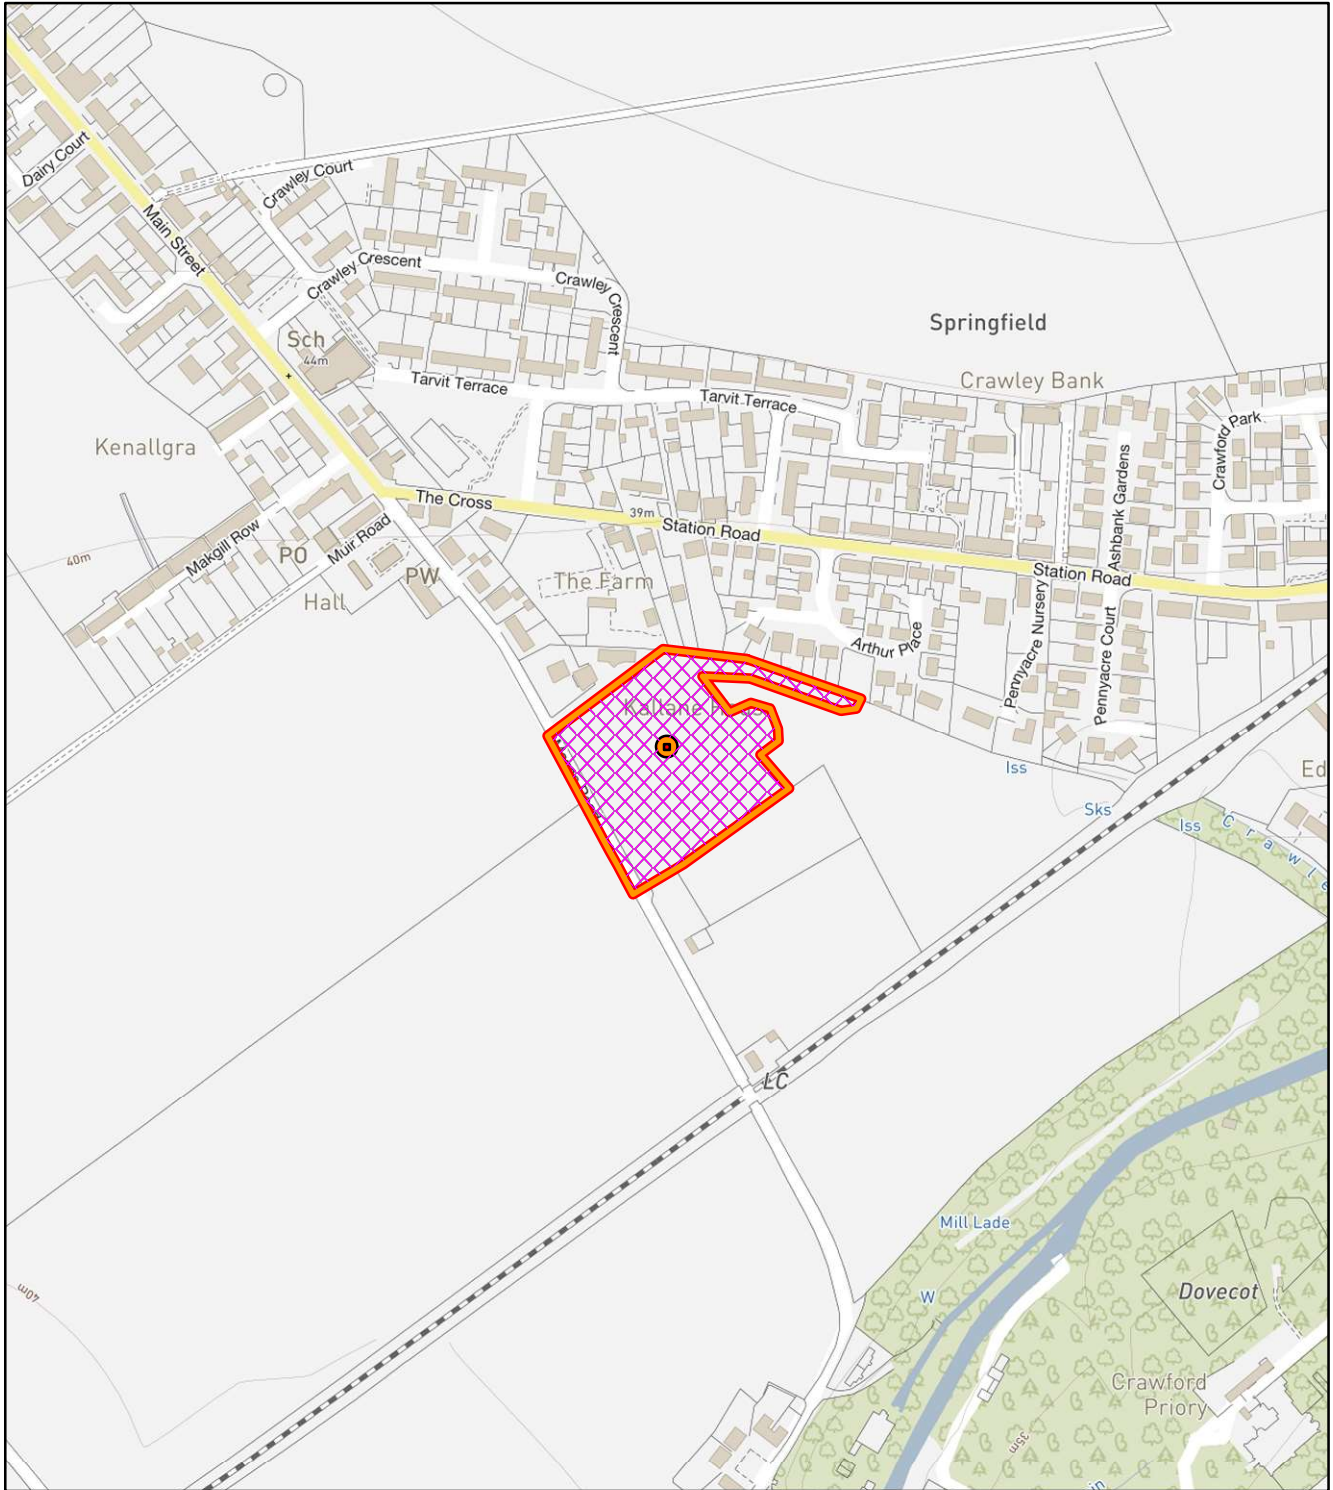 Dairy Court
Main Street
Crawley Court
Crawley Crescent
Crawley Crescent
Springfield
Sch
44m
Tarvit Terrace
Tarvit Terrace
Crawley Bank
Crawford Park
Kenallgra
Ashbank Gardens
The Cross
39m
Station Road
40m
Makgill Row
PO
Muir Road
PW
Hall
The Farm
Station Road
Pennyacre Nursery
Arthur Place
Pennyacre Court
Iss
Sks
Iss
Ed
Crawle
LC
Mill Lade
W
Dovecot
40m
Crawford
Priory
35m
in